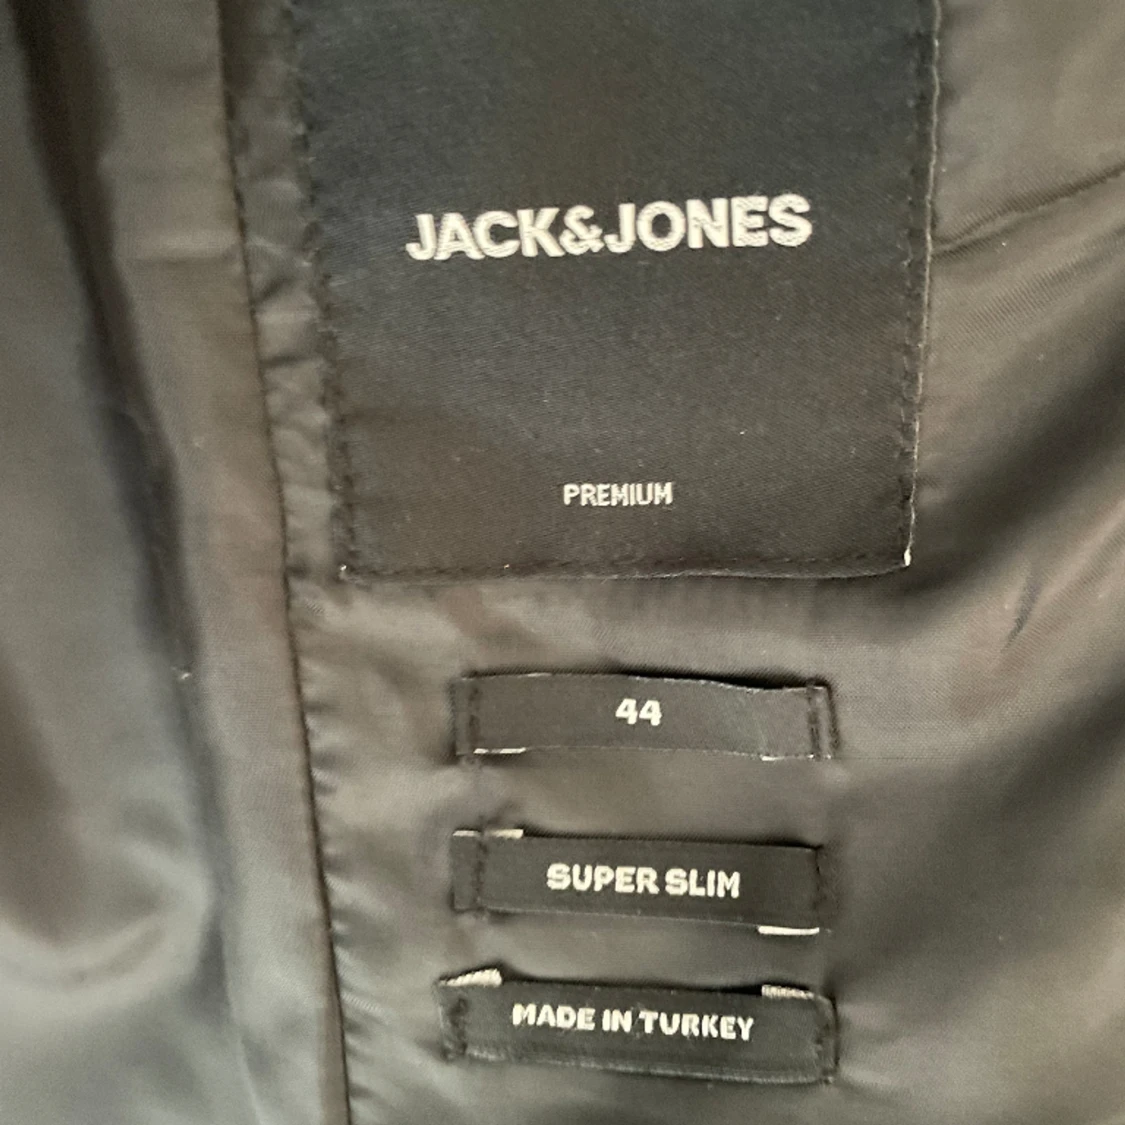 JACK&JONES
PREMIUM
44
SUPER SLIM
MADE IN TURKEY